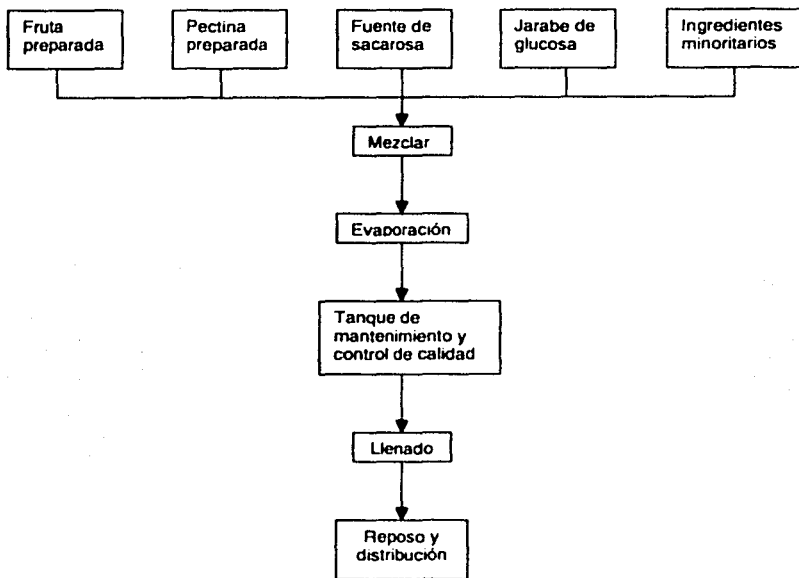 Fruta
preparada
Pectina
preparada
Fuente de
sacarosa
Jarabe de
glucosa
Ingredientes
minoritarios
Mezclar
Evaporación
Tanque de
mantenimiento y
control de calidad
Llenado
Reposo y
distribución